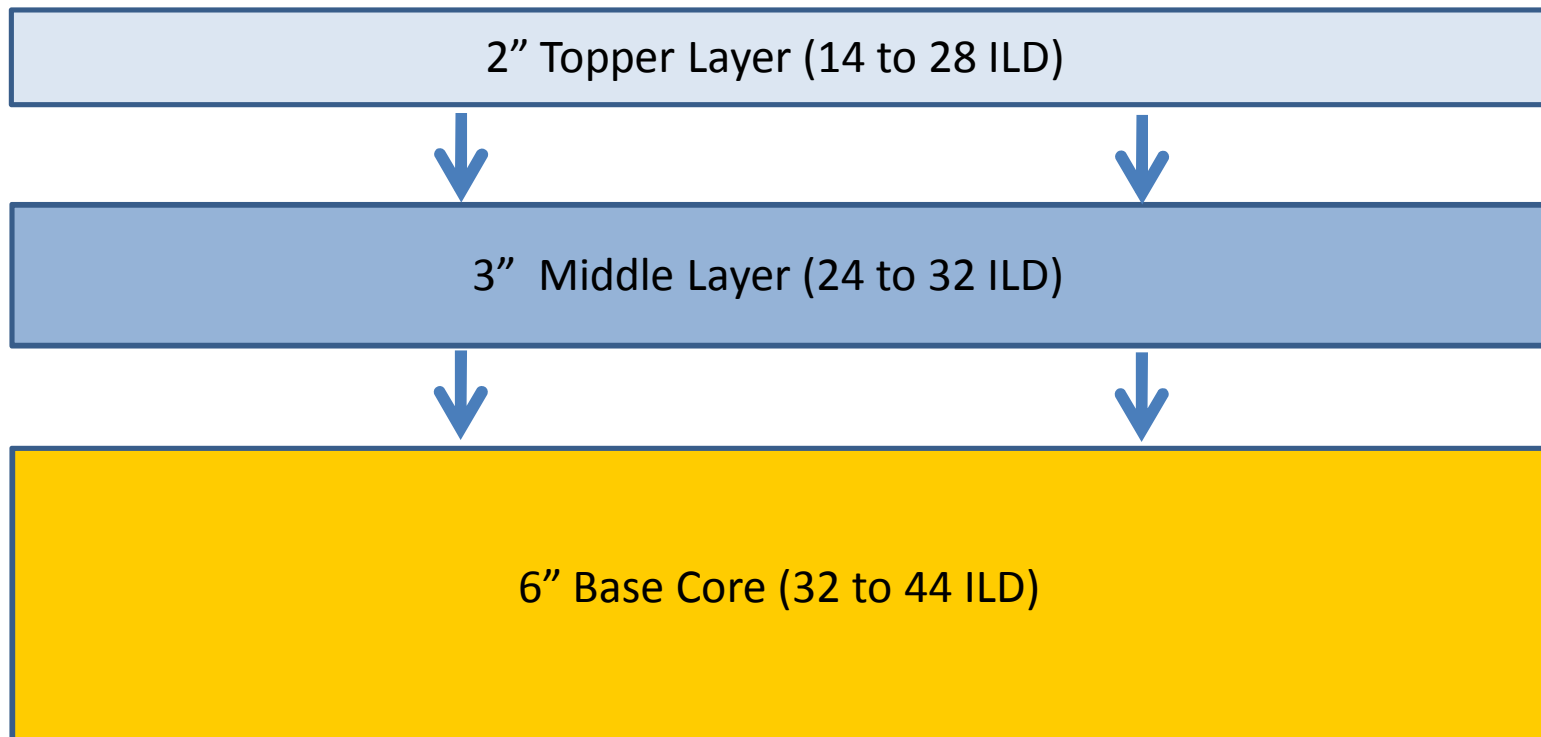 2” Topper Layer (14 to 28 ILD)
3”  Middle Layer (24 to 32 ILD)
6” Base Core (32 to 44 ILD)